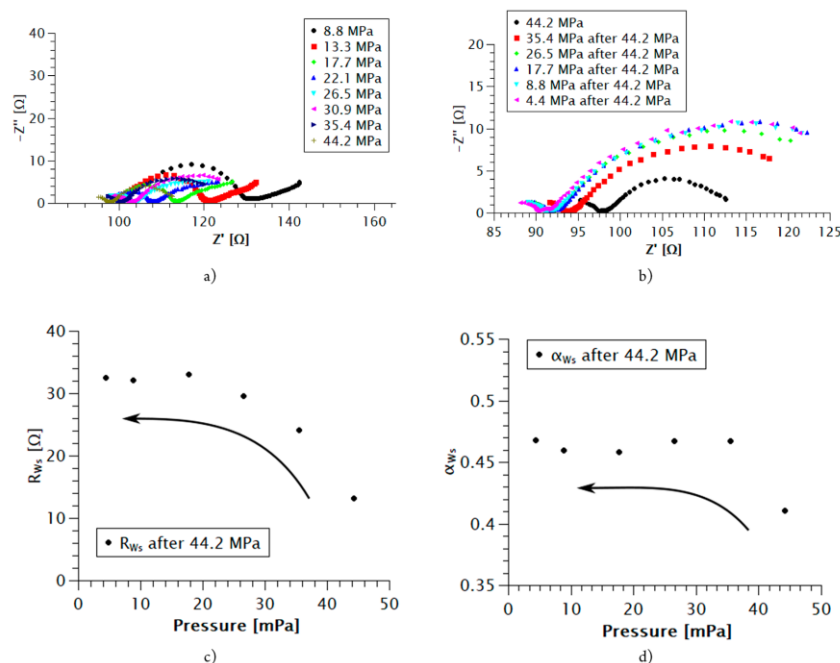 40
30
20
10
0
-Z" [Ω]
8.8 MPa
13.3 MPa
17.7 MPa
22.1 MPa
26.5 MPa
30.9 MPa
35.4 MPa
44.2 MPa
100 120 140 160
Z' [Ω]
a)
20
15
10
5
0
-Z" [Ω]
44.2 MPa
35.4 MPa after 44.2 MPa
26.5 MPa after 44.2 MPa
17.7 MPa after 44.2 MPa
8.8 MPa after 44.2 MPa
4.4 MPa after 44.2 MPa
85 90 95 100 105 110 115 120 125
Z' [Ω]
b)
40
30
20
10
0
RWs [Ω]
RWs after 44.2 MPa
0 10 20 30 40 50
Pressure [mPa]
c)
0.55
0.5
0.45
0.4
0.35
αWs
αWs after 44.2 MPa
0 10 20 30 40 50
Pressure [mPa]
d)